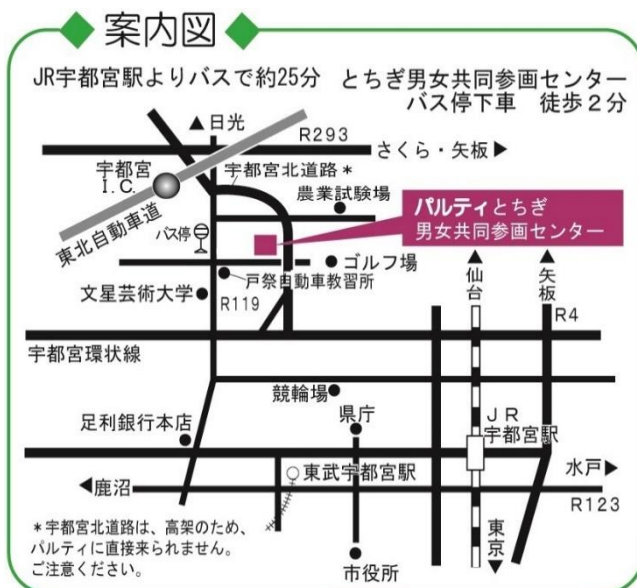 案内図
JR宇都宮駅よりバスで約25分 とちぎ男女共同参画センター
バス停下車 徒歩2分
▲日光
R293
さくら・矢板▶
宇都宮
I.C.
宇都宮北道路*
農業試験場
東北自動車道
バス停
パルティとちぎ
男女共同参画センター
ゴルフ場
戸祭自動車教習所
文星芸術大学
R119
▲仙台
▲矢板
R4
宇都宮環状線
競輪場
足利銀行本店
県庁
JR
宇都宮駅
東武宇都宮駅
水戸▶
◀鹿沼
R123
*宇都宮北道路は、高架のため、
パルティに直接来られません。
ご注意ください。
市役所
東京▼